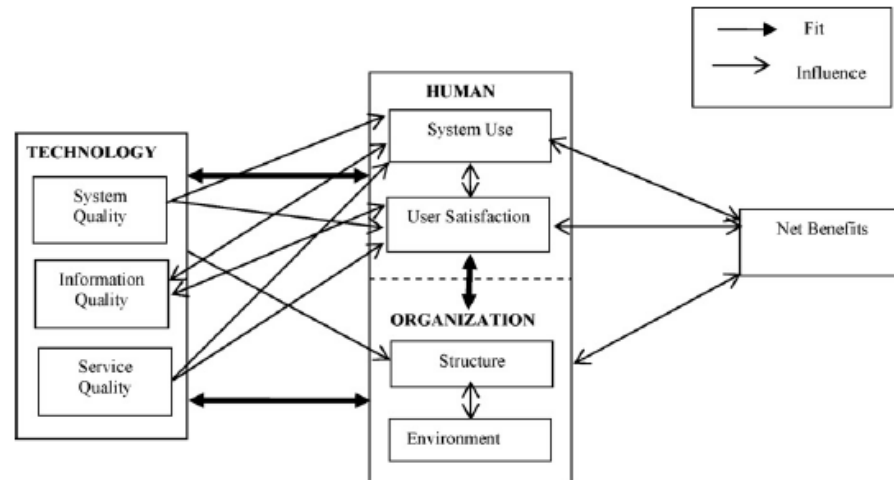 Fit
Influence
HUMAN
System Use
User Satisfaction
TECHNOLOGY
System
Quality
Information
Quality
Service
Quality
ORGANIZATION
Structure
Environment
Net Benefits